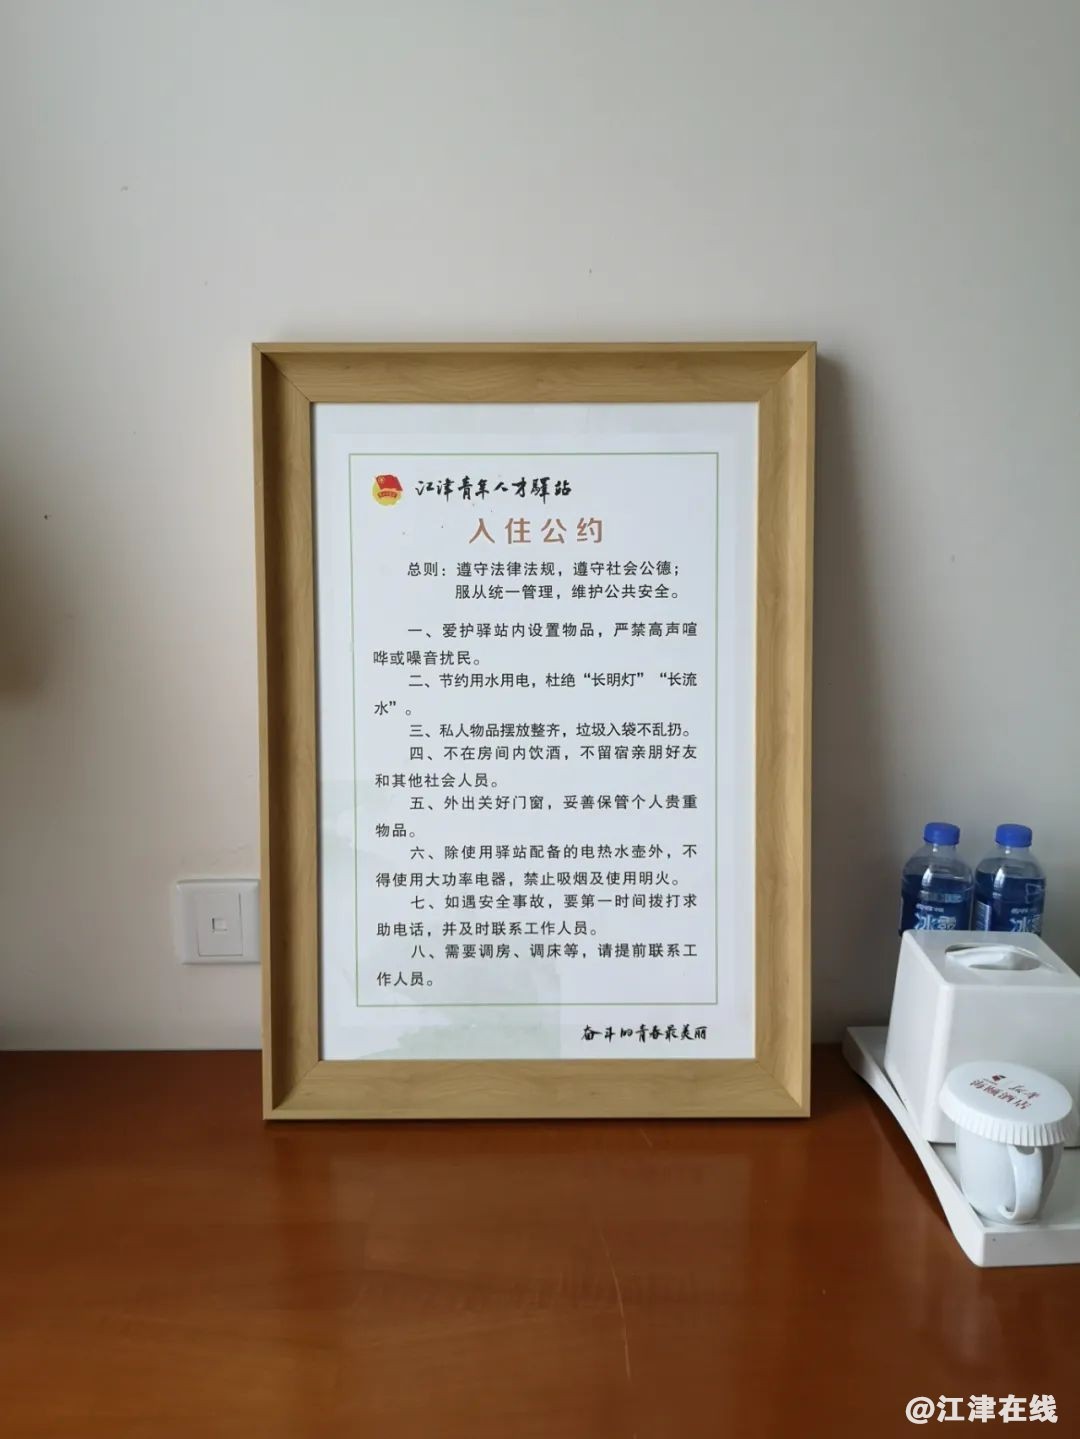 江津青年人才驿站
入住公约
总则：遵守法律法规，遵守社会公德；
服从统一管理，维护公共安全。
一、爱护驿站内设置物品，严禁高声喧
哗或噪音扰民。
二、节约用水用电，杜绝“长明灯”“长流
水”。
三、私人物品摆放整齐，垃圾入袋不乱扔。
四、不在房间内饮酒，不留宿亲朋好友
和其他社会人员。
五、外出关好门窗，妥善保管个人贵重
物品。
六、除使用驿站配备的电热水壶外，不
得使用大功率电器，禁止吸烟及使用明火。
七、如遇安全事故，要第一时间拨打求
助电话，并及时联系工作人员。
八、需要调房、调床等，请提前联系工
作人员。
奋斗的青春最美丽
冰露
冰露
江津
酒店
@江津在线